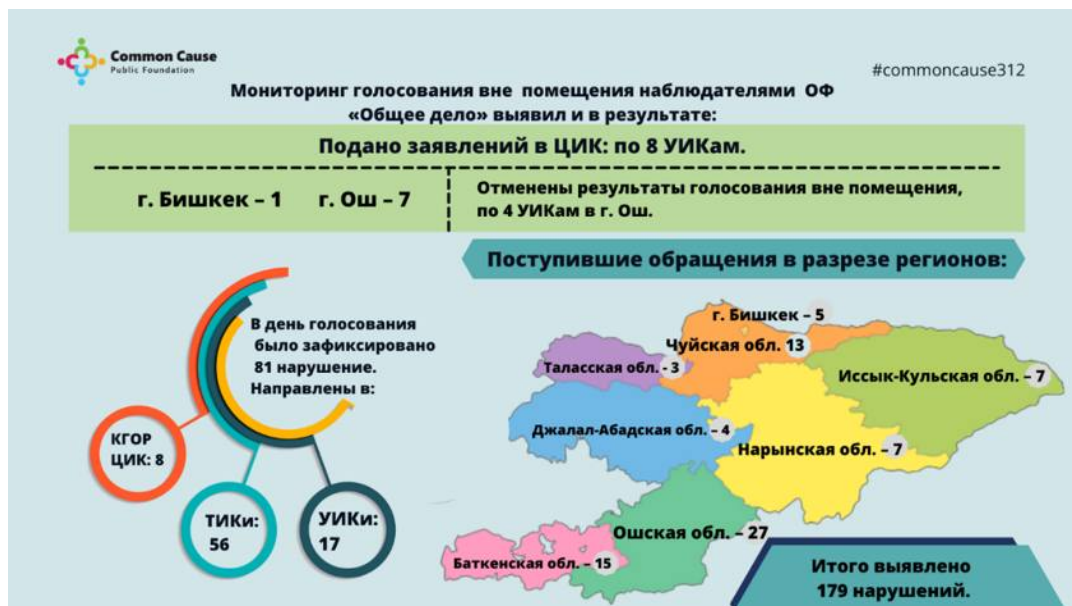 Common Cause
Public Foundation
#commoncause312
Мониторинг голосования вне помещения наблюдателями ОФ
«Общее дело» выявил и в результате:
Подано заявлений в ЦИК: по 8 УИКам.
г. Бишкек – 1 г. Ош – 7
Отменены результаты голосования вне помещения,
по 4 УИКам в г. Ош.
Поступившие обращения в разрезе регионов:
В день голосования
было зафиксировано
81 нарушение.
Направлены в:
КГОР
ЦИК: 8
ТИКи:
56
УИКи:
17
г. Бишкек – 5
Чуйская обл. 13
Таласская обл. - 3
Иссык-Кульская обл. – 7
Джалал-Абадская обл. – 4
Нарынская обл. – 7
Ошская обл. – 27
Баткенская обл. – 15
Итого выявлено
179 нарушений.